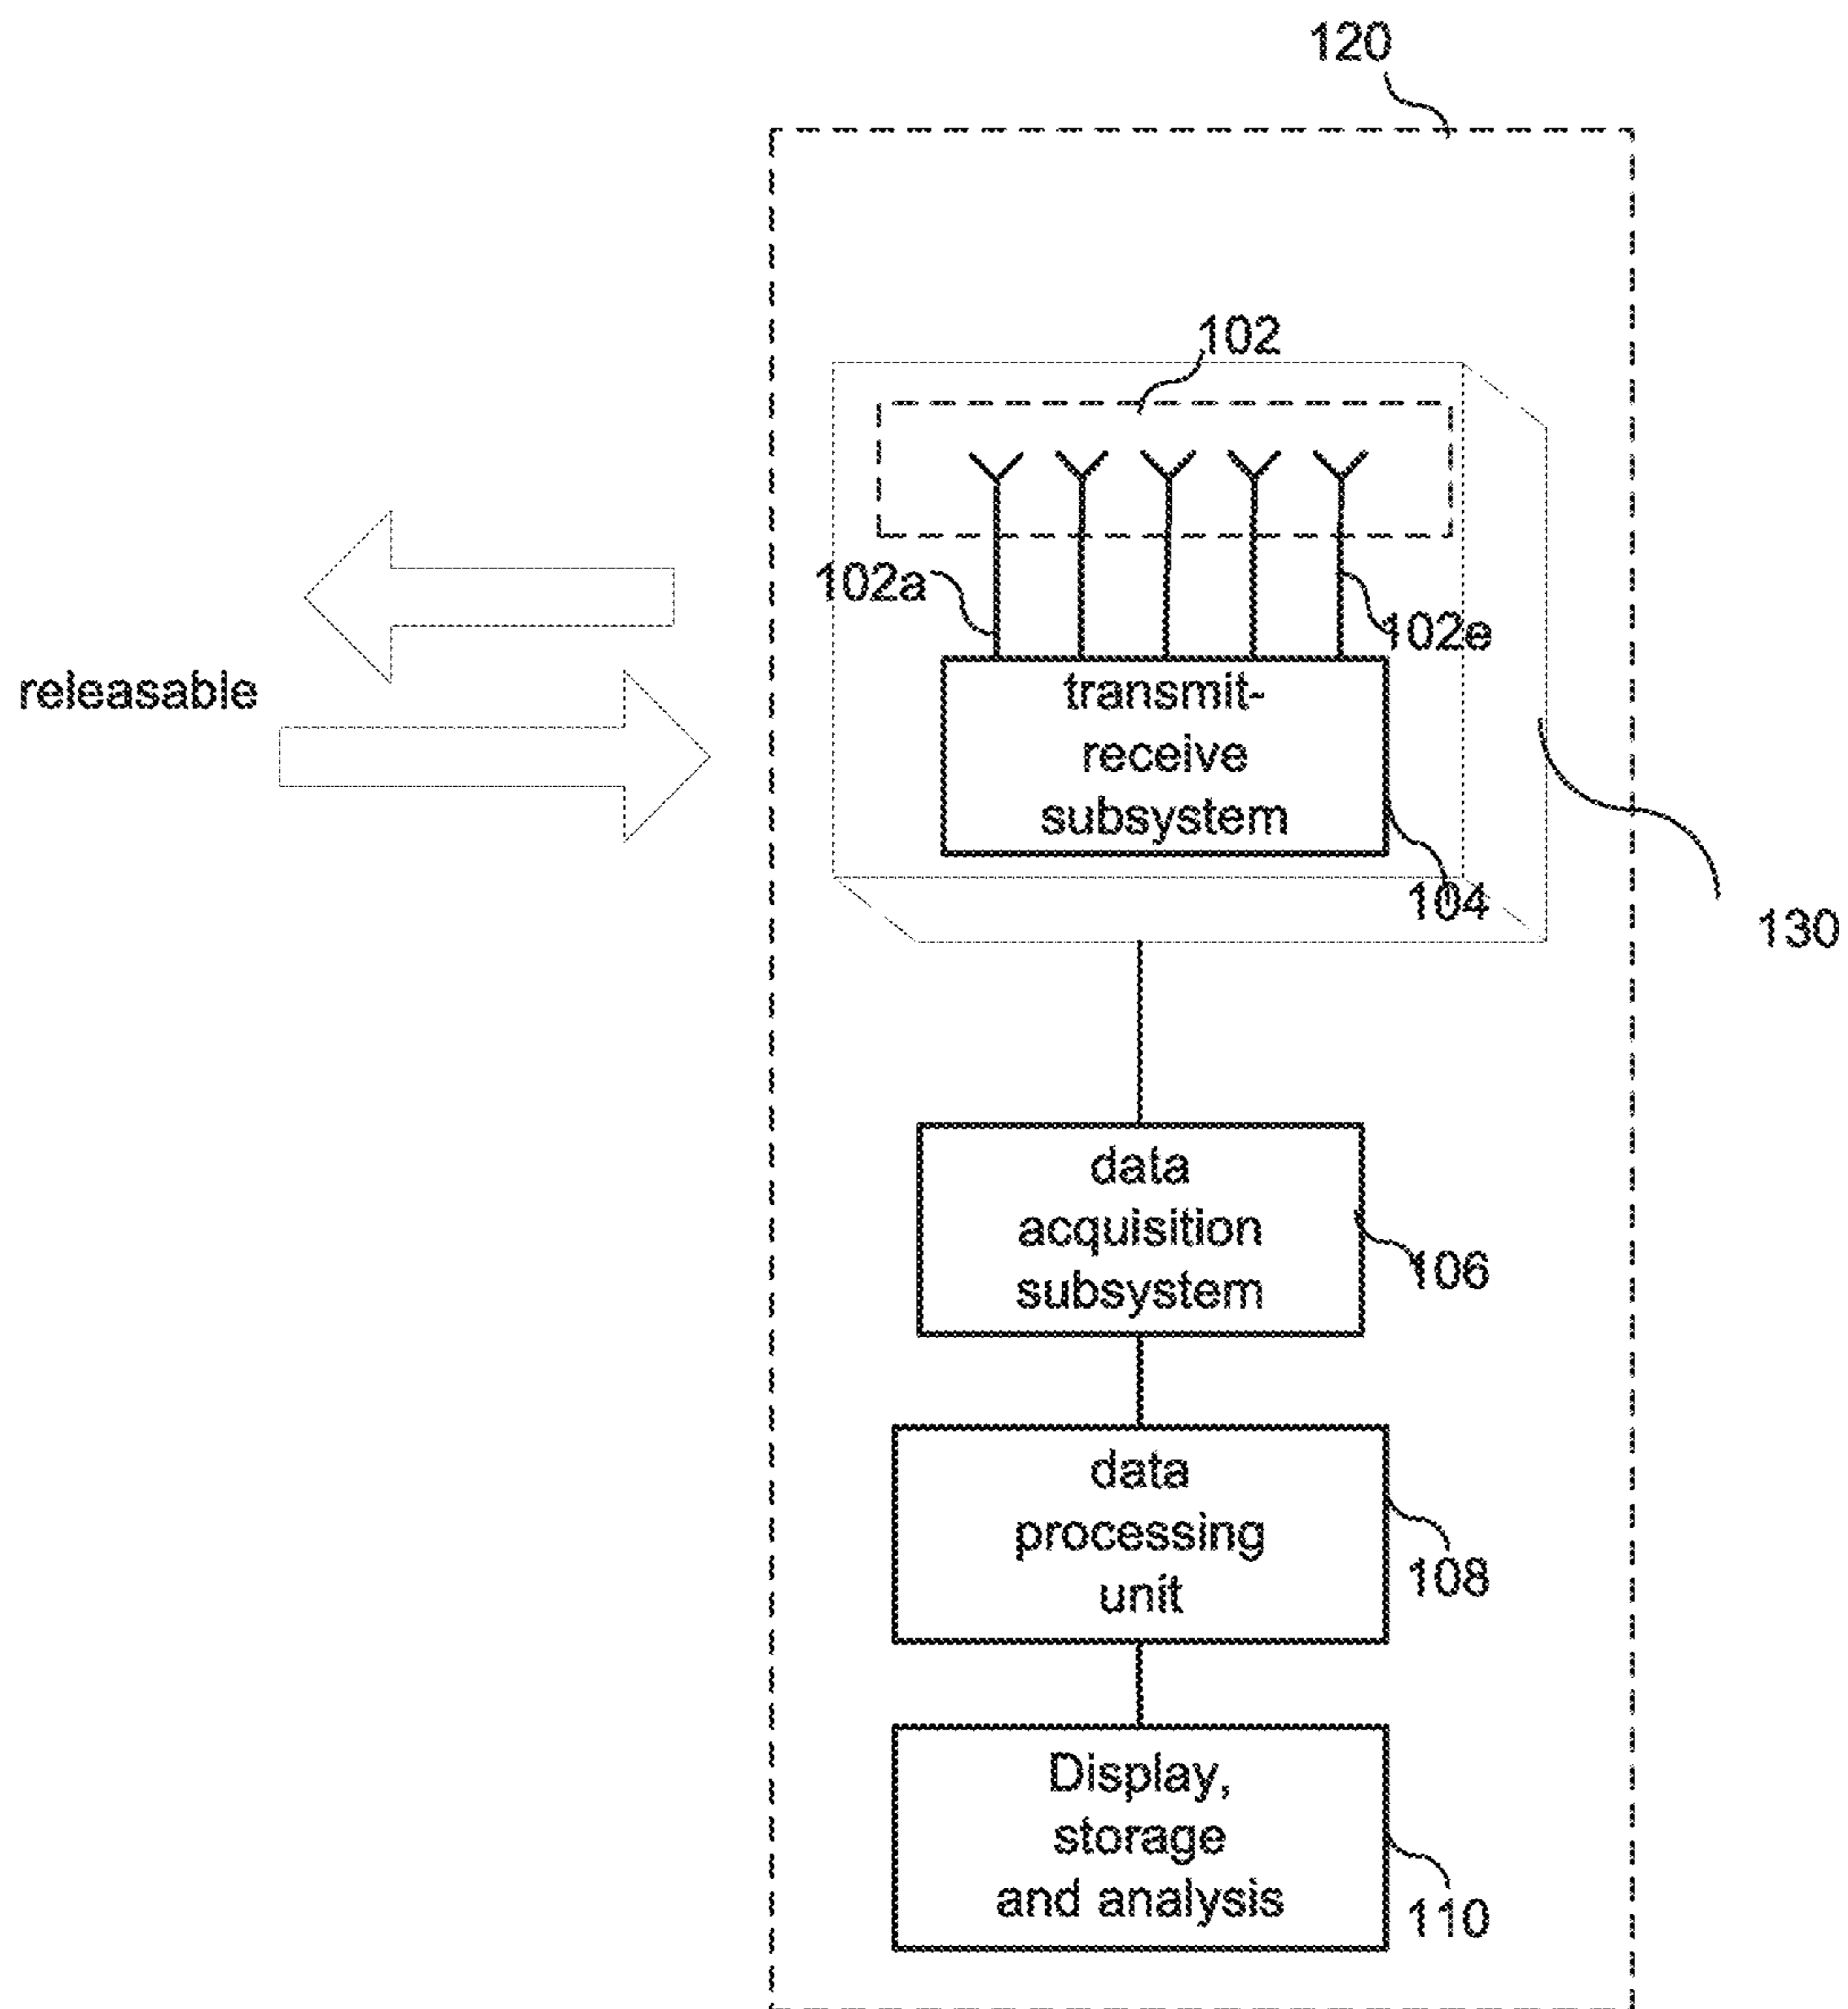 120
102
102a
102e
releasable
transmit-
receive
subsystem
104
130
data
acquisition
subsystem
106
data
processing
unit
108
Display,
storage
and analysis
110